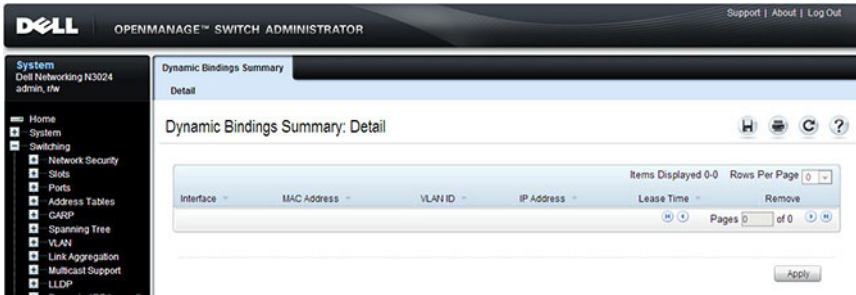 Support | About | Log Out
DELL OPENMANAGE™ SWITCH ADMINISTRATOR
System
Dell Networking N3024
admin, r/w
Home
System
Switching
Network Security
Slots
Ports
Address Tables
GARP
Spanning Tree
VLAN
Link Aggregation
Multicast Support
LLDP
Dynamic Bindings Summary
Detail
Dynamic Bindings Summary: Detail
Items Displayed 0-0 Rows Per Page 0
Interface MAC Address VLAN ID IP Address Lease Time Remove
Pages 0 of 0
Apply